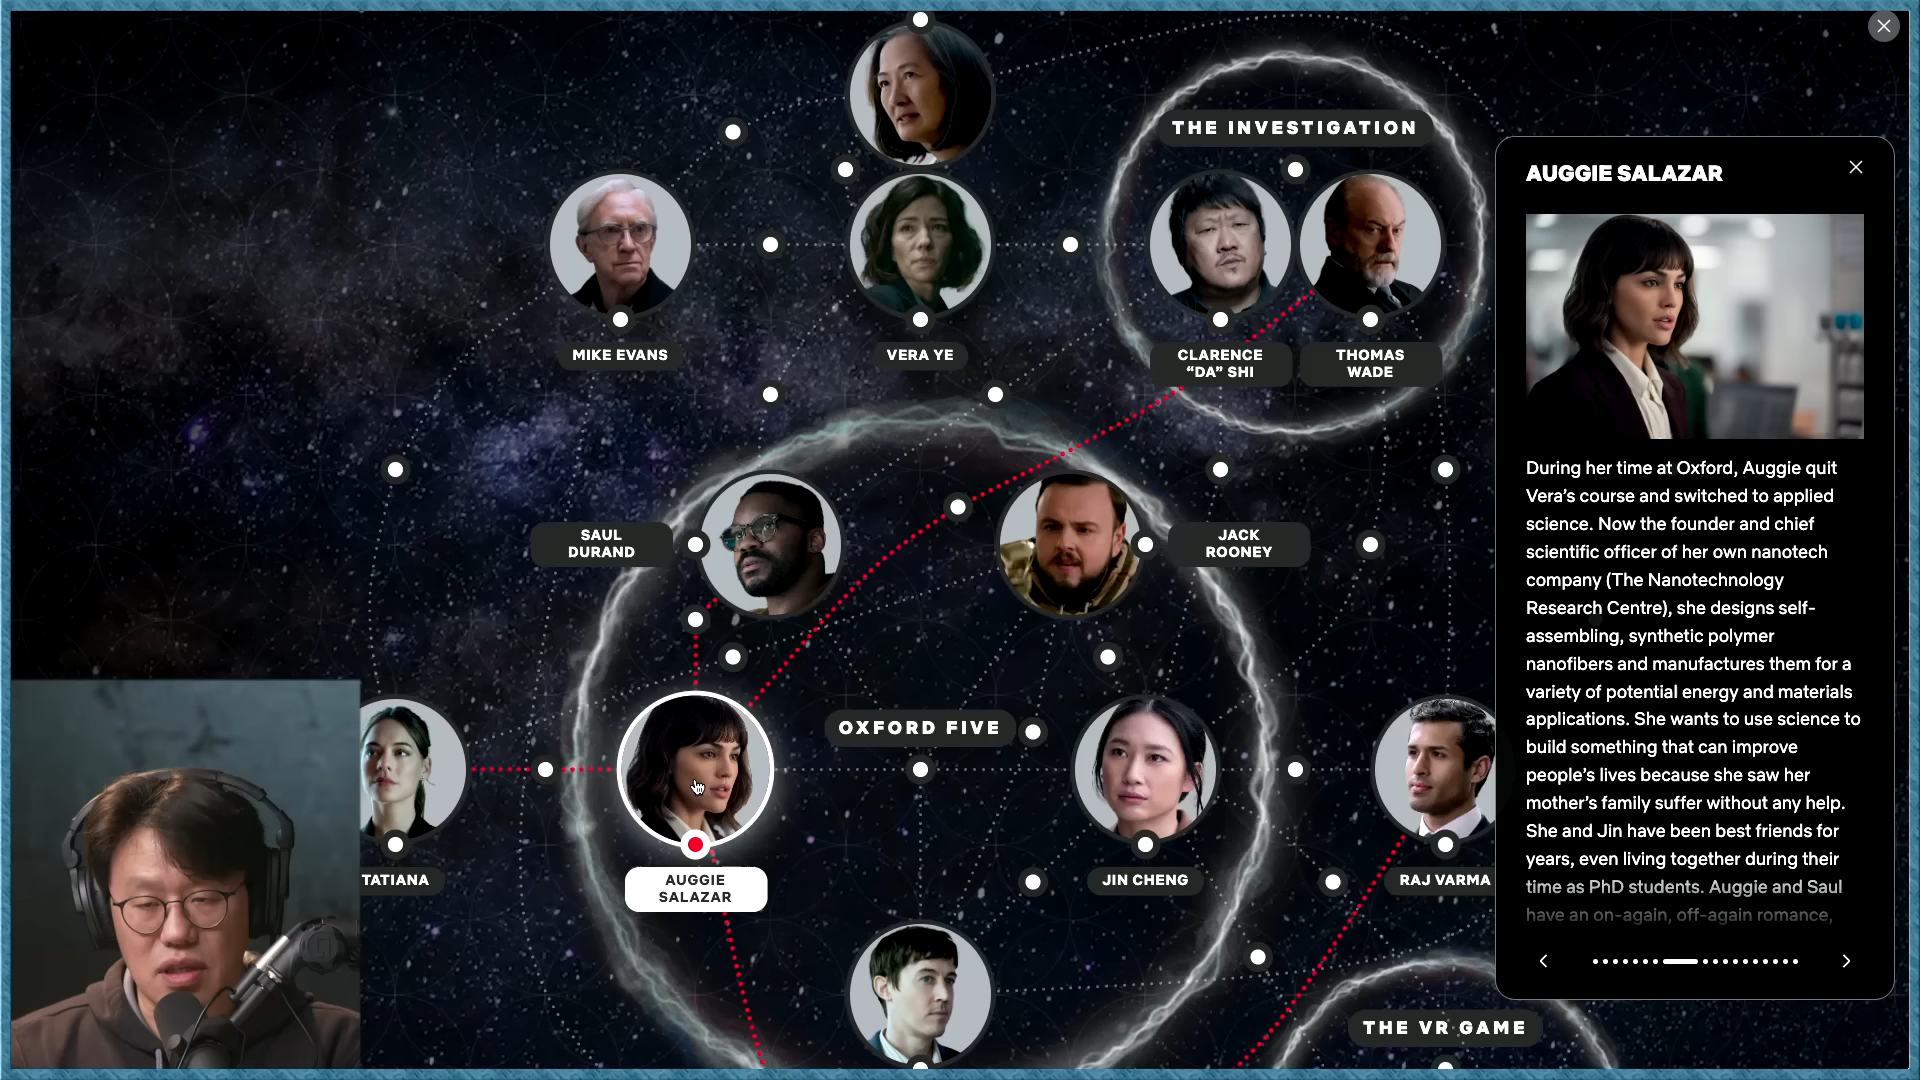 THE INVESTIGATION
MIKE EVANS
VERA YE
CLARENCE
“DA” SHI
THOMAS
WADE
SAUL
DURAND
JACK
ROONEY
OXFORD FIVE
TATIANA
AUGGIE
SALAZAR
JIN CHENG
RAJ VARMA
THE VR GAME
AUGGIE SALAZAR
During her time at Oxford, Auggie quit
Vera’s course and switched to applied
science. Now the founder and chief
scientific officer of her own nanotech
company (The Nanotechnology
Research Centre), she designs self-
assembling, synthetic polymer
nanofibers and manufactures them for a
variety of potential energy and materials
applications. She wants to use science to
build something that can improve
people’s lives because she saw her
mother’s family suffer without any help.
She and Jin have been best friends for
years, even living together during their
time as PhD students. Auggie and Saul
have an on-again, off-again romance,